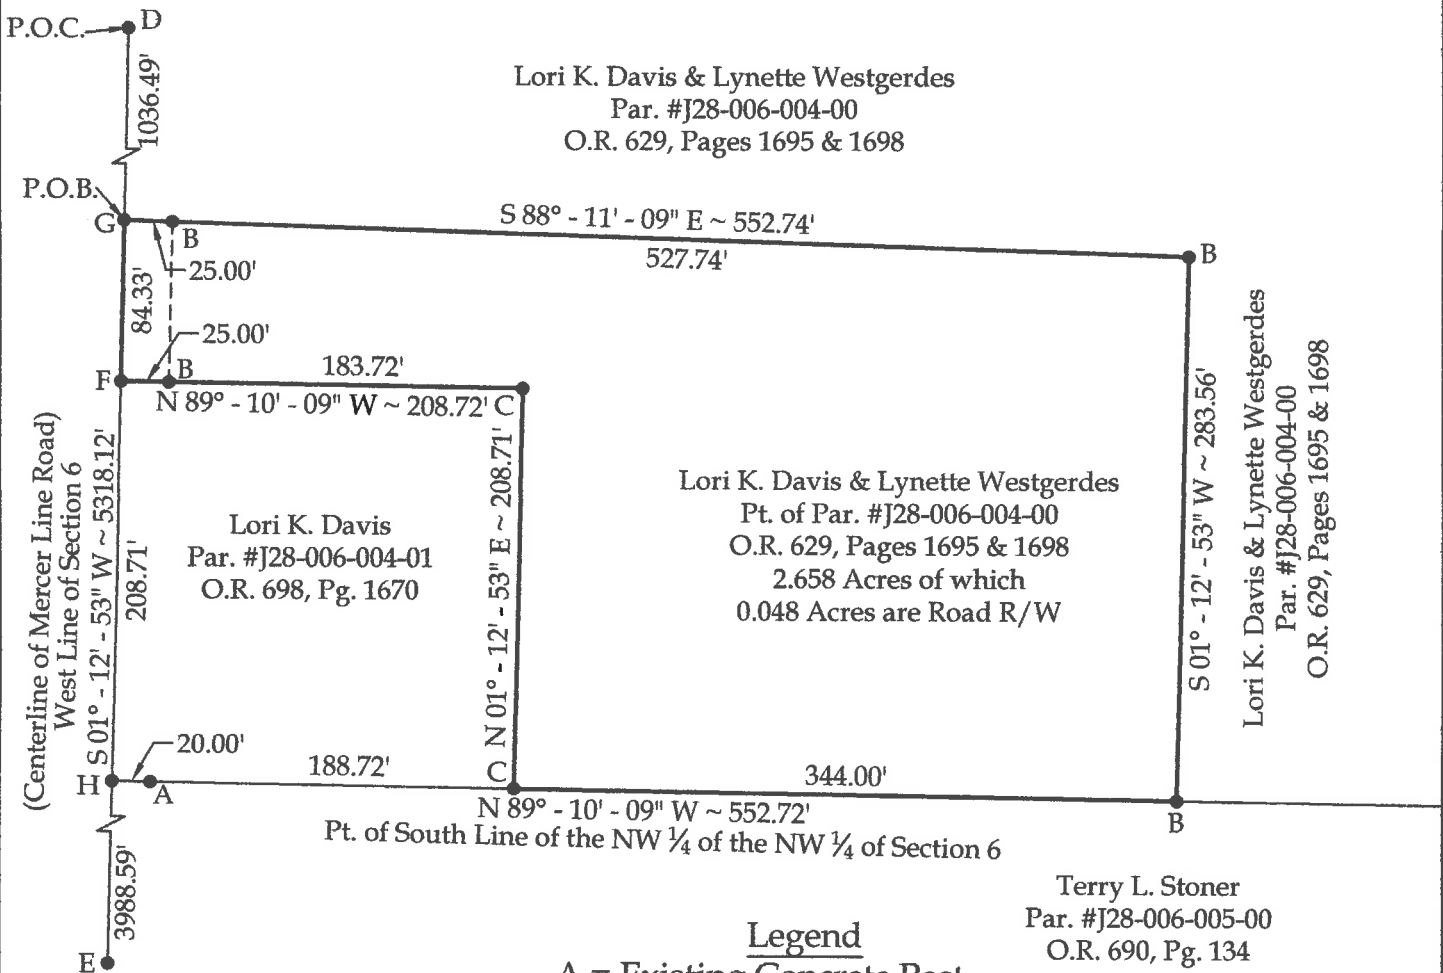 P.O.C.
D
1036.49'
Lori K. Davis & Lynette Westgerdes
Par. #J28-006-004-00
O.R. 629, Pages 1695 & 1698
P.O.B.
G
B
S 88° - 11' - 09" E ~ 552.74'
527.74'
B
25.00'
84.33'
25.00'
F
B
183.72'
N 89° - 10' - 09" W ~ 208.72'
C
(Centerline of Mercer Line Road)
West Line of Section 6
S 01° - 12' - 53" W ~ 5318.12'
208.71'
Lori K. Davis
Par. #J28-006-004-01
O.R. 698, Pg. 1670
N 01° - 12' - 53" E ~ 208.71'
Lori K. Davis & Lynette Westgerdes
Pt. of Par. #J28-006-004-00
O.R. 629, Pages 1695 & 1698
2.658 Acres of which
0.048 Acres are Road R/W
S 01° - 12' - 53" W ~ 283.56'
Lori K. Davis & Lynette Westgerdes
Par. #J28-006-004-00
O.R. 629, Pages 1695 & 1698
20.00'
H
A
188.72'
C
344.00'
B
N 89° - 10' - 09" W ~ 552.72'
Pt. of South Line of the NW ¼ of the NW ¼ of Section 6
3988.59'
E
Terry L. Stoner
Par. #J28-006-005-00
O.R. 690, Pg. 134
Legend
A = Existing Concrete Post